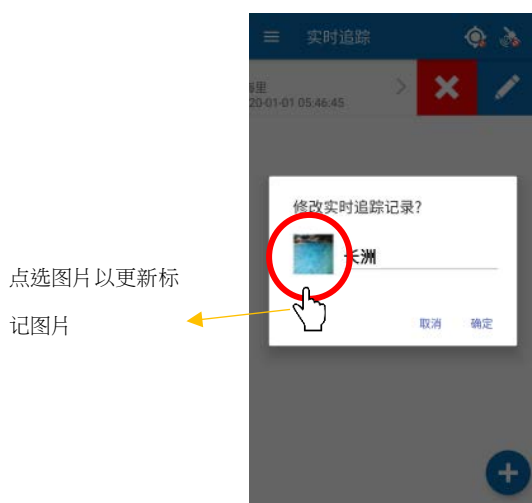 实时追踪
里
20-01-01 05:46:45
修改实时追踪记录?
长洲
取消 确定
点选图片以更新标
记图片